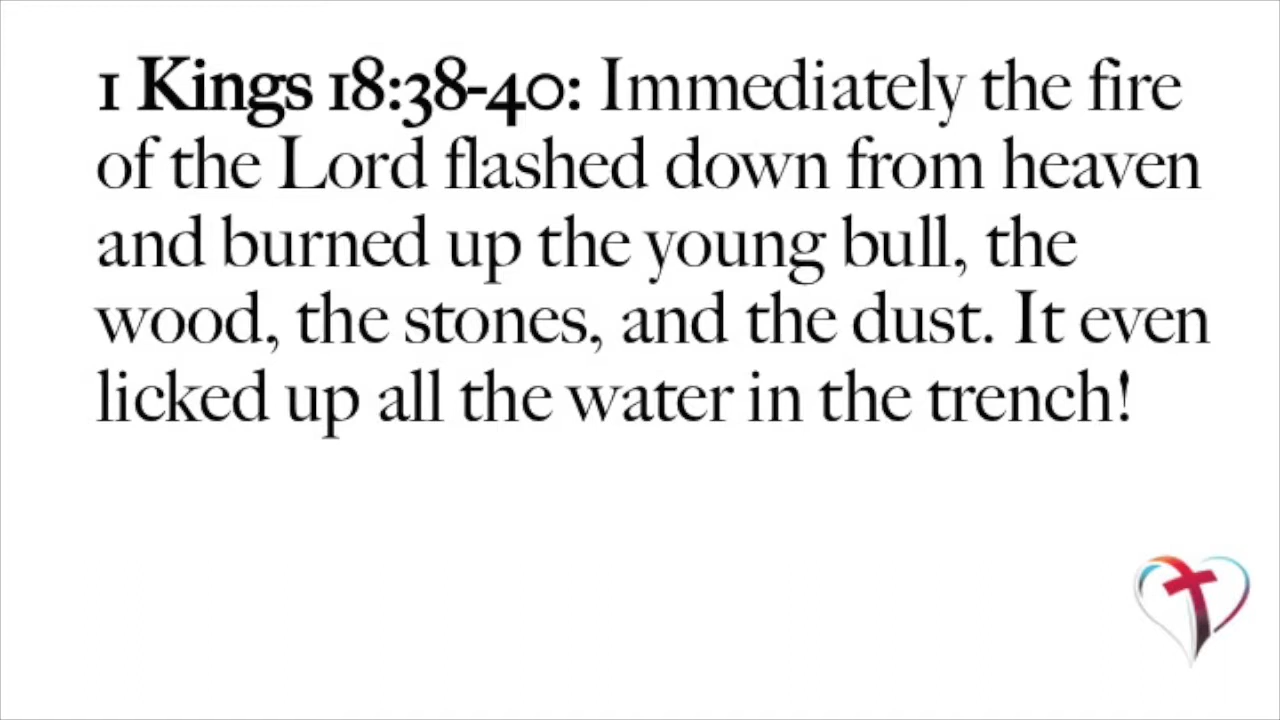 1 Kings 18:38-40: Immediately the fire
of the Lord flashed down from heaven
and burned up the young bull, the
wood, the stones, and the dust. It even
licked up all the water in the trench!